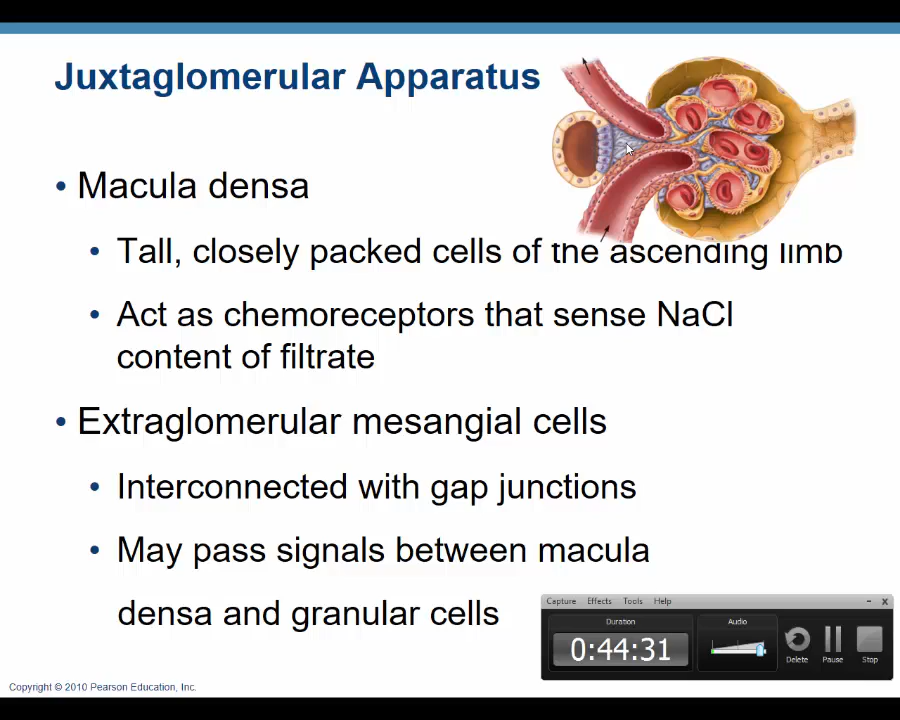 Juxtaglomerular Apparatus
• Macula densa
• Tall, closely packed cells of the ascending limb
• Act as chemoreceptors that sense NaCl
content of filtrate
• Extraglomerular mesangial cells
• Interconnected with gap junctions
• May pass signals between macula
densa and granular cells
Capture Effects Tools Help
Duration
0:44:31
Audio
Delete
Pause
Stop
Copyright © 2010 Pearson Education, Inc.